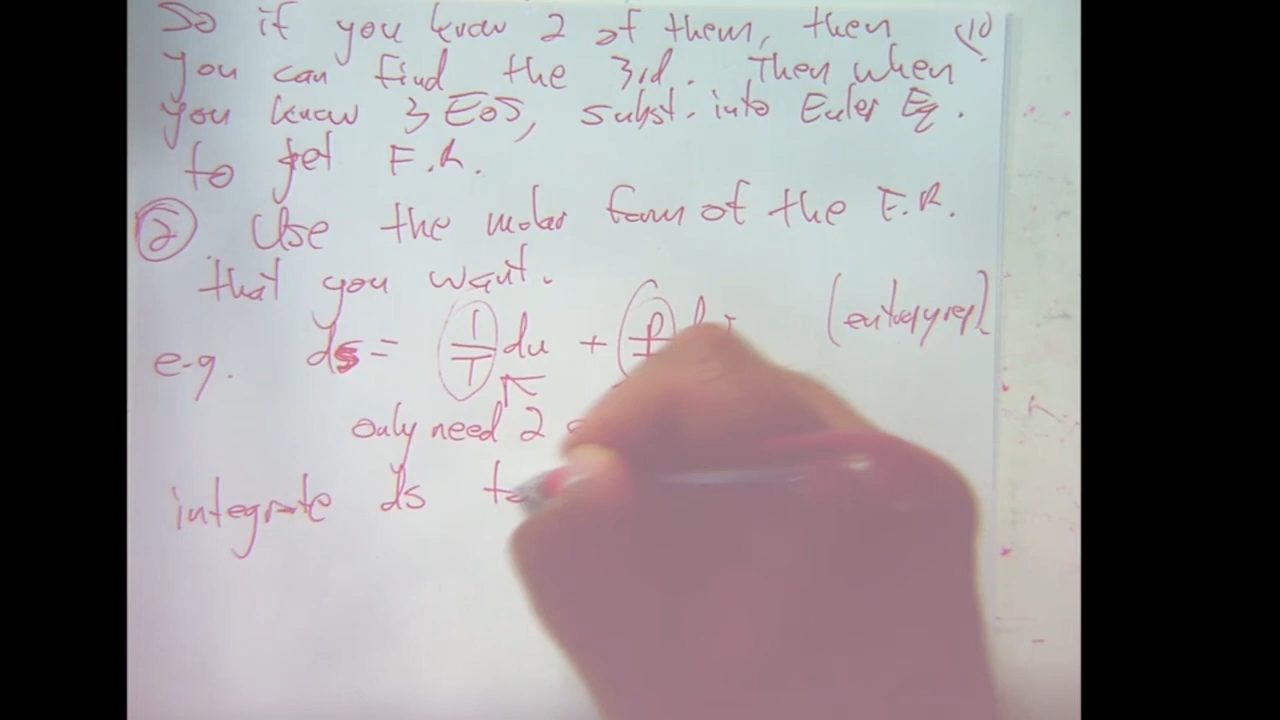 So if you know 2 of them, then
10
you can find the 3rd. Then when
you know 3 EOS, subst. into Euler Eq.
to get F.R.
② Use the molar form of the F.R.
that you want.
e.g. ds = (1/T) du + (P/T) (entropy rep)
only need 2
integrate ds to